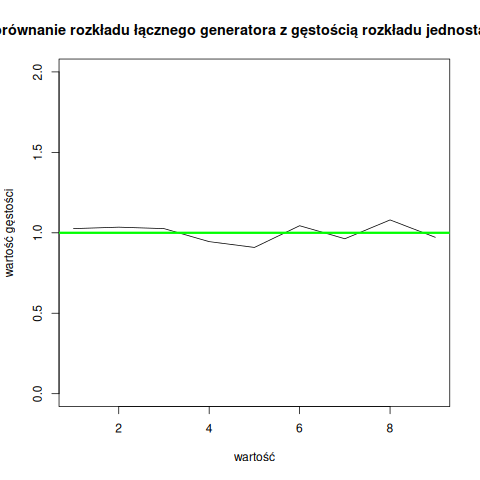 orównanie rozkładu łącznego generatora z gęstością rozkładu jednosta
wartość gęstości
2.0
1.5
1.0
0.5
0.0
2 4 6 8
wartość